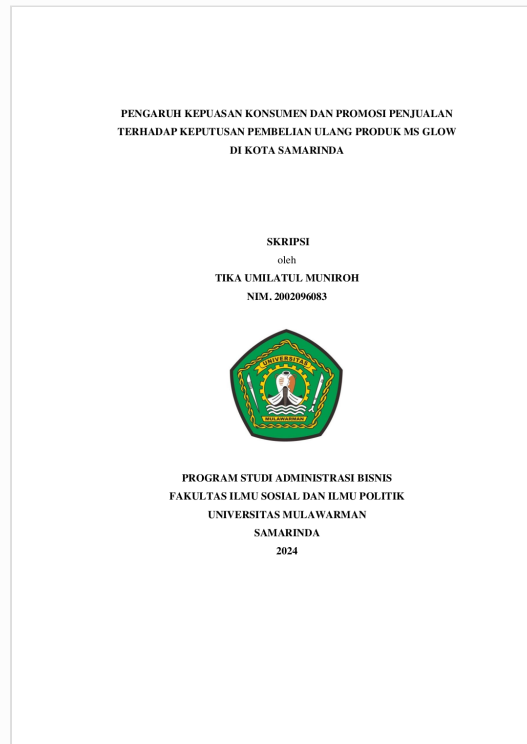 PENGARUH KEPUASAN KONSUMEN DAN PROMOSI PENJUALAN
TERHADAP KEPUTUSAN PEMBELIAN ULANG PRODUK MS GLOW
DI KOTA SAMARINDA
SKRIPSI
oleh
TIKA UMILATUL MUNIROH
NIM. 2002096083
UNIVERSITAS
MULAWARMAN
PROGRAM STUDI ADMINISTRASI BISNIS
FAKULTAS ILMU SOSIAL DAN ILMU POLITIK
UNIVERSITAS MULAWARMAN
SAMARINDA
2024